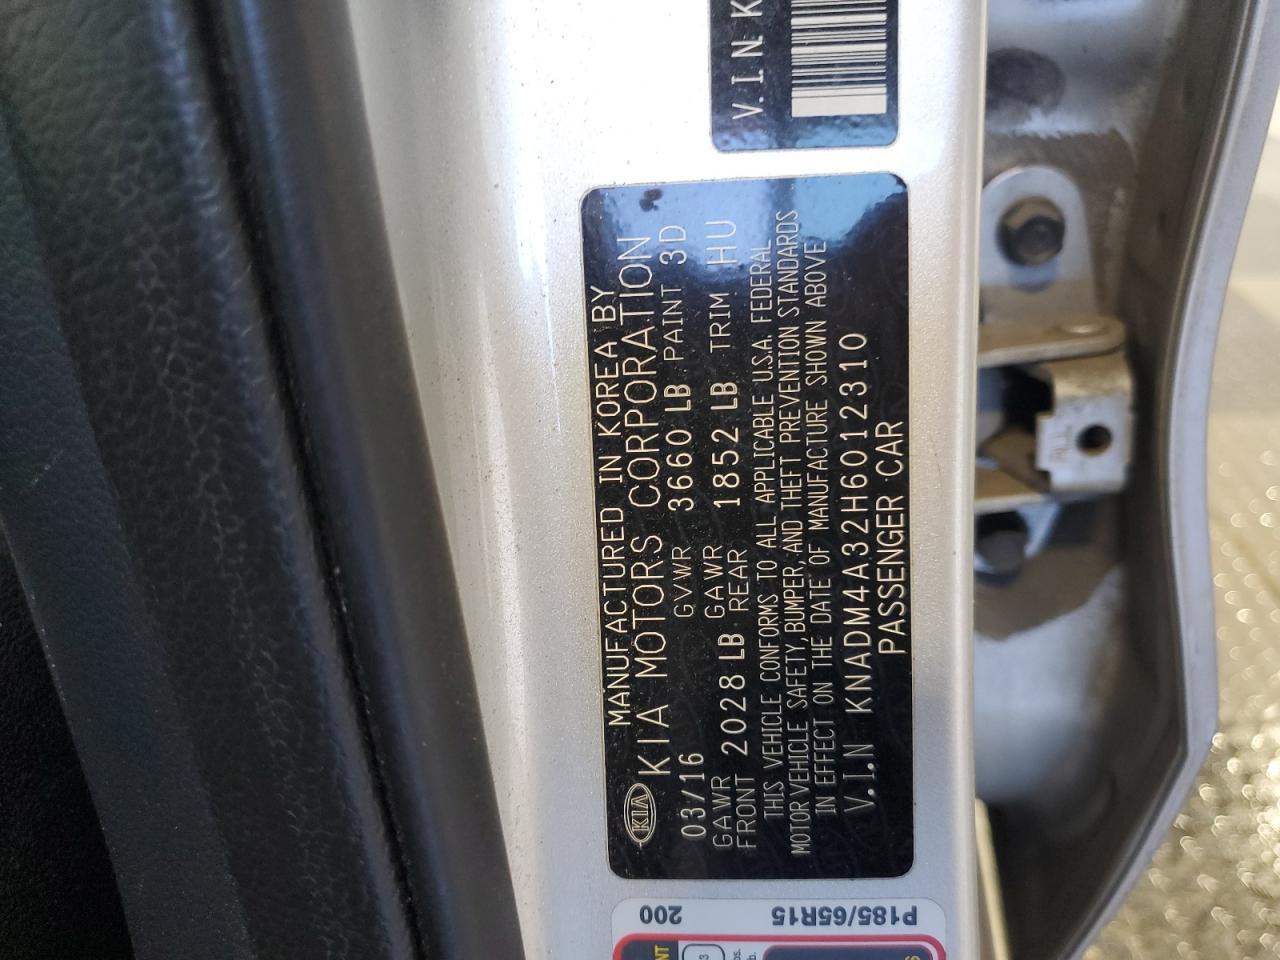 V.I.N. K
KIA
MANUFACTURED IN KOREA BY
KIA MOTORS CORPORATION
03/16 GVWR 3660 LB PAINT 3D
GAWR FRONT 2028 LB GAWR REAR 1852 LB TRIM HU
THIS VEHICLE CONFORMS TO ALL APPLICABLE U.S.A. FEDERAL
MOTOR VEHICLE SAFETY, BUMPER, AND THEFT PREVENTION STANDARDS
IN EFFECT ON THE DATE OF MANUFACTURE SHOWN ABOVE
V.I.N KNADM4A32H6012310
PASSENGER CAR
P185/65R15
200